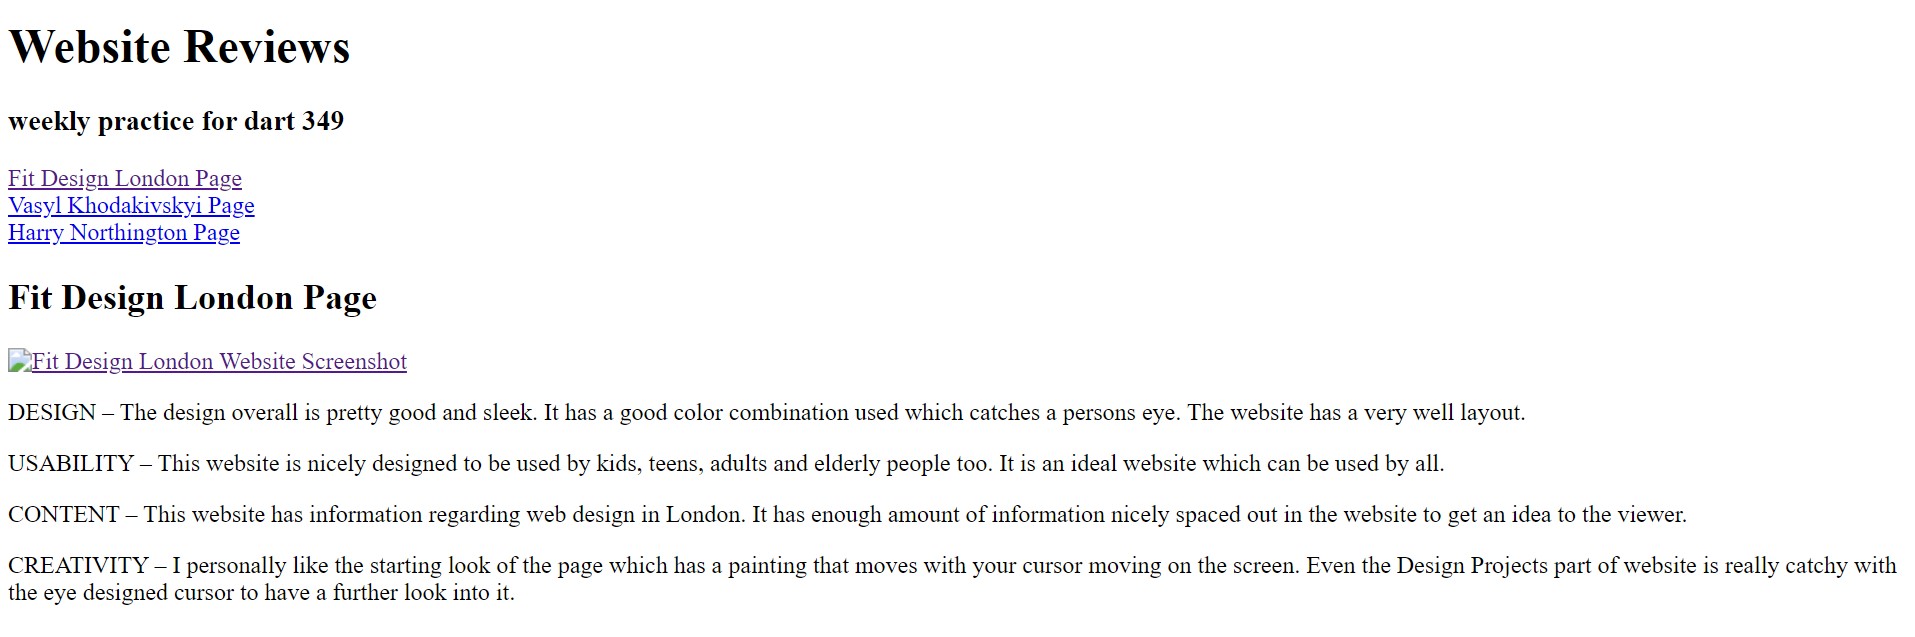 Website Reviews
weekly practice for dart 349
Fit Design London Page
Vasyl Khodakivskyi Page
Harry Northington Page
Fit Design London Page
Fit Design London Website Screenshot
DESIGN – The design overall is pretty good and sleek. It has a good color combination used which catches a persons eye. The website has a very well layout.
USABILITY – This website is nicely designed to be used by kids, teens, adults and elderly people too. It is an ideal website which can be used by all.
CONTENT – This website has information regarding web design in London. It has enough amount of information nicely spaced out in the website to get an idea to the viewer.
CREATIVITY – I personally like the starting look of the page which has a painting that moves with your cursor moving on the screen. Even the Design Projects part of website is really catchy with
the eye designed cursor to have a further look into it.